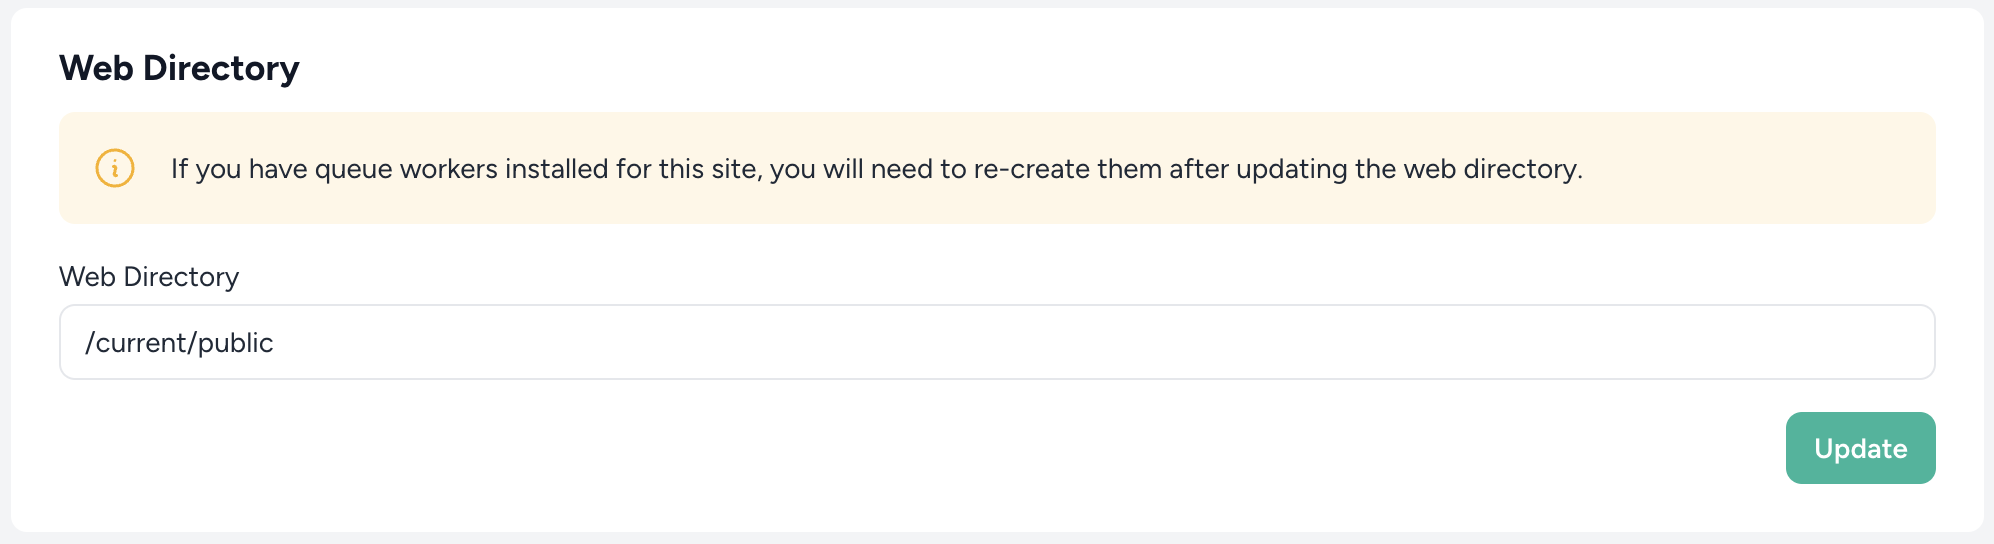 Web Directory
If you have queue workers installed for this site, you will need to re-create them after updating the web directory.
Web Directory
/current/public
Update